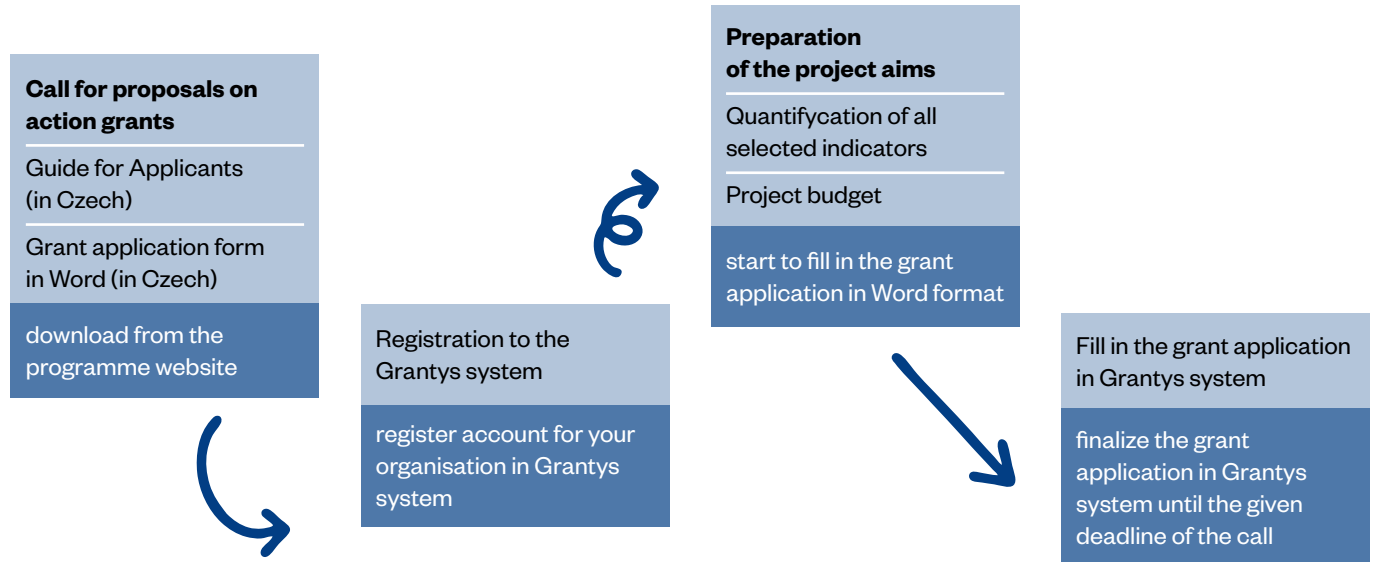 Call for proposals on
action grants
Guide for Applicants
(in Czech)
Grant application form
in Word (in Czech)
download from the
programme website
Registration to the
Grantys system
register account for your
organisation in Grantys
system
Preparation
of the project aims
Quantifycation of all
selected indicators
Project budget
start to fill in the grant
application in Word format
Fill in the grant application
in Grantys system
finalize the grant
application in Grantys
system until the given
deadline of the call